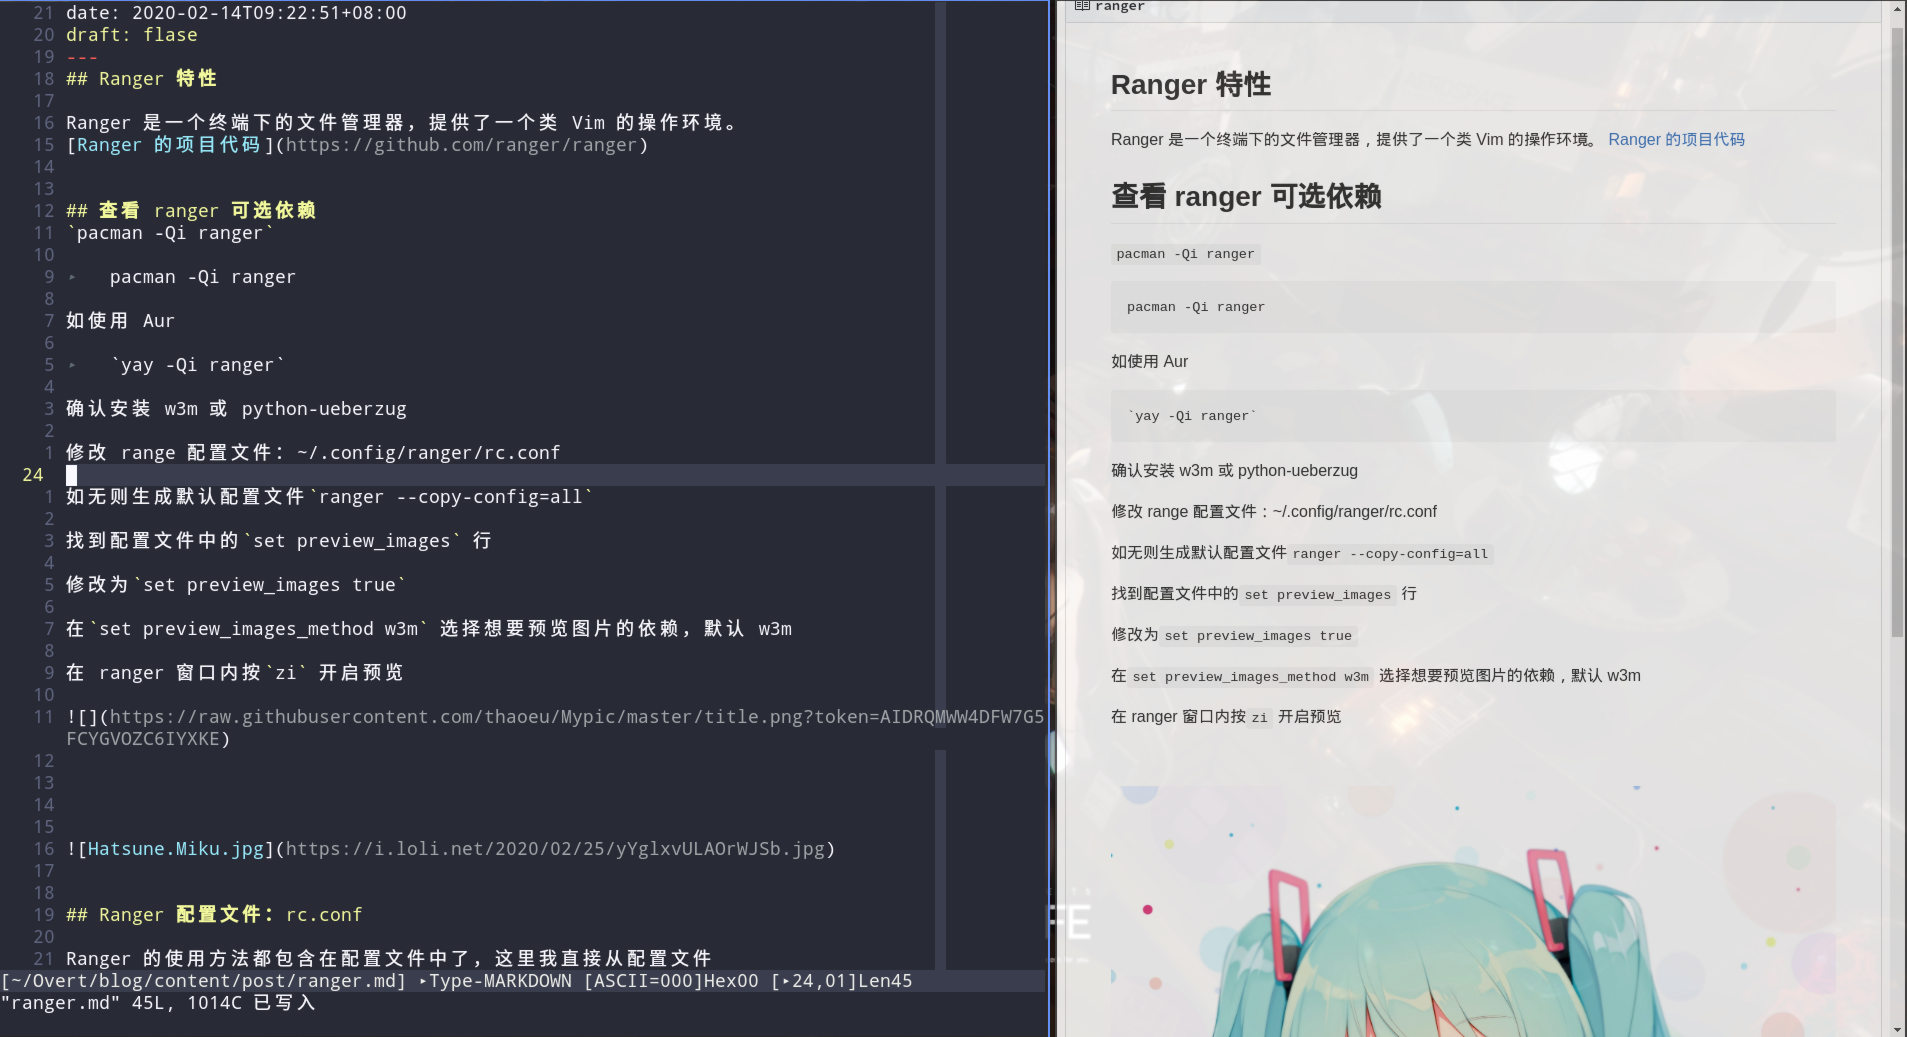 21 date: 2020-02-14T09:22:51+08:00
20 draft: flase
19 ---
18 ## Ranger 特性
17
16 Ranger 是一个终端下的文件管理器，提供了一个类 Vim 的操作环境。
15 [Ranger 的项目代码](https://github.com/ranger/ranger)
14
13
12 ## 查看 ranger 可选依赖
11 `pacman -Qi ranger`
10
9 ‣ pacman -Qi ranger
8
7 如使用 Aur
6
5 ‣ `yay -Qi ranger`
4
3 确认安装 w3m 或 python-ueberzug
2
1 修改 range 配置文件：~/.config/ranger/rc.conf
24
1 如无则生成默认配置文件`ranger --copy-config=all`
2
3 找到配置文件中的`set preview_images` 行
4
5 修改为`set preview_images true`
6
7 在`set preview_images_method w3m` 选择想要预览图片的依赖，默认 w3m
8
9 在 ranger 窗口内按`zi` 开启预览
10
11 ![](https://raw.githubusercontent.com/thaoeu/Mypic/master/title.png?token=AIDRQMWW4DFW7G5
FCYGVOZC6IYXKE)
12
13
14
15
16 ![Hatsune.Miku.jpg](https://i.loli.net/2020/02/25/yYglxvULAOrWJSb.jpg)
17
18
19 ## Ranger 配置文件：rc.conf
20
21 Ranger 的使用方法都包含在配置文件中了，这里我直接从配置文件
[~/Overt/blog/content/post/ranger.md] ‣Type-MARKDOWN [ASCII=000]Hex00 [‣24,01]Len45
"ranger.md" 45L, 1014C 已写入
ranger
Ranger 特性
Ranger 是一个终端下的文件管理器，提供了一个类 Vim 的操作环境。 Ranger 的项目代码
查看 ranger 可选依赖
pacman -Qi ranger
pacman -Qi ranger
如使用 Aur
`yay -Qi ranger`
确认安装 w3m 或 python-ueberzug
修改 range 配置文件：~/.config/ranger/rc.conf
如无则生成默认配置文件 ranger --copy-config=all
找到配置文件中的 set preview_images 行
修改为 set preview_images true
在 set preview_images_method w3m 选择想要预览图片的依赖，默认 w3m
在 ranger 窗口内按 zi 开启预览
FE